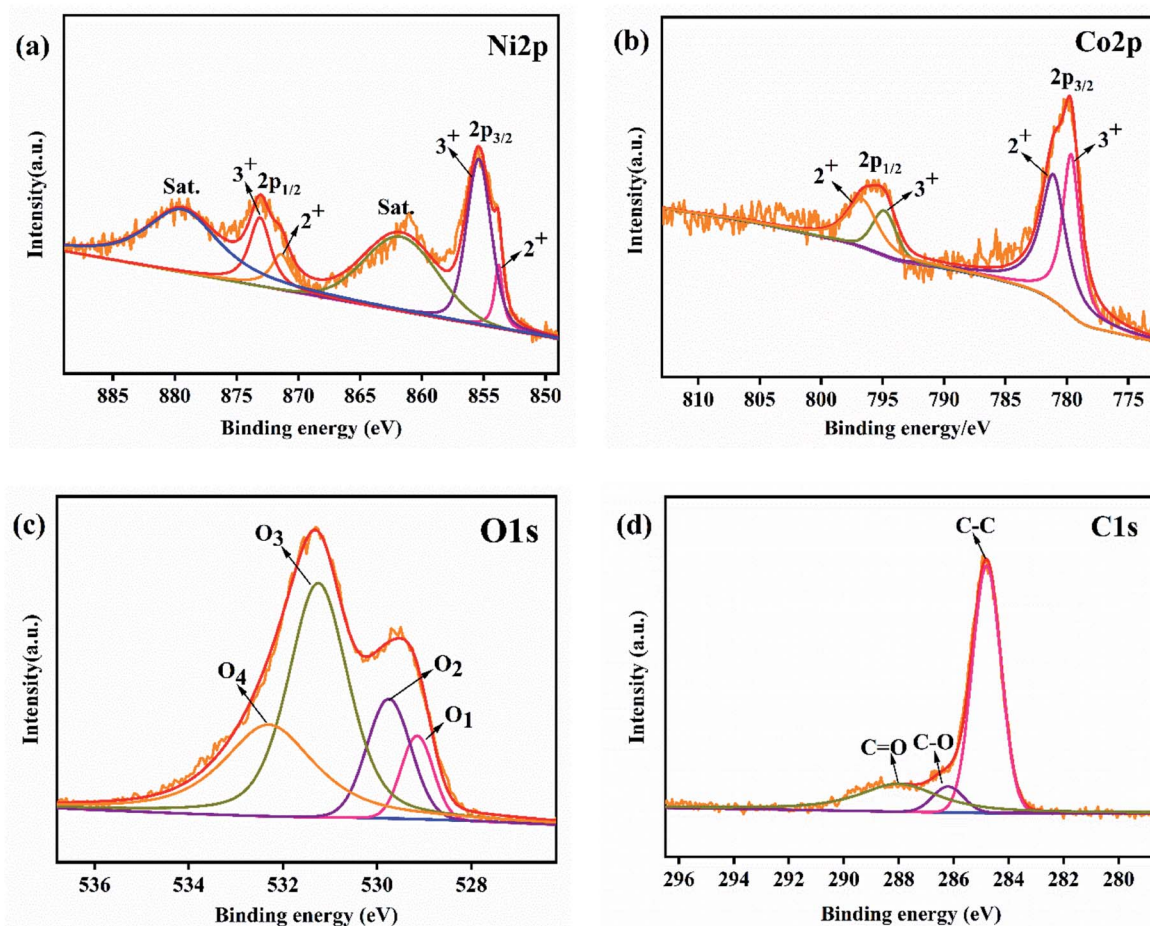 (a)
Ni2p
Intensity(a.u.)
Sat.
3+
2p1/2
2+
Sat.
3+
2p3/2
2+
885 880 875 870 865 860 855 850
Binding energy (eV)
(b)
Co2p
Intensity(a.u.)
2+
2p1/2
3+
2+
2p3/2
3+
810 805 800 795 790 785 780 775
Binding energy/eV
(c)
O1s
Intensity(a.u.)
O3
O4
O2
O1
536 534 532 530 529 528
Binding energy (eV)
(d)
C1s
Intensity(a.u.)
C-C
C=O
C-O
296 294 292 290 288 286 284 282 280
Binding energy (eV)